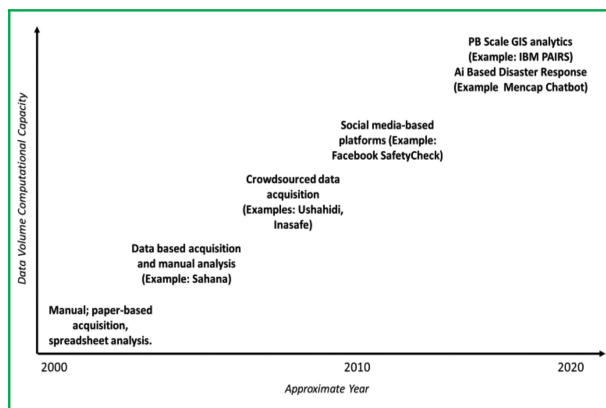 PB Scale GIS analytics
(Example: IBM PAIRS)
Ai Based Disaster Response
(Example Mencap Chatbot)
Social media-based
platforms (Example:
Facebook SafetyCheck)
Crowdsourced data
acquisition
(Examples: Ushahidi,
Inasafe)
Data based acquisition
and manual analysis
(Example: Sahana)
Manual; paper-based
acquisition,
spreadsheet analysis.
Data Volume Computational Capacity
2000
2010
2020
Approximate Year